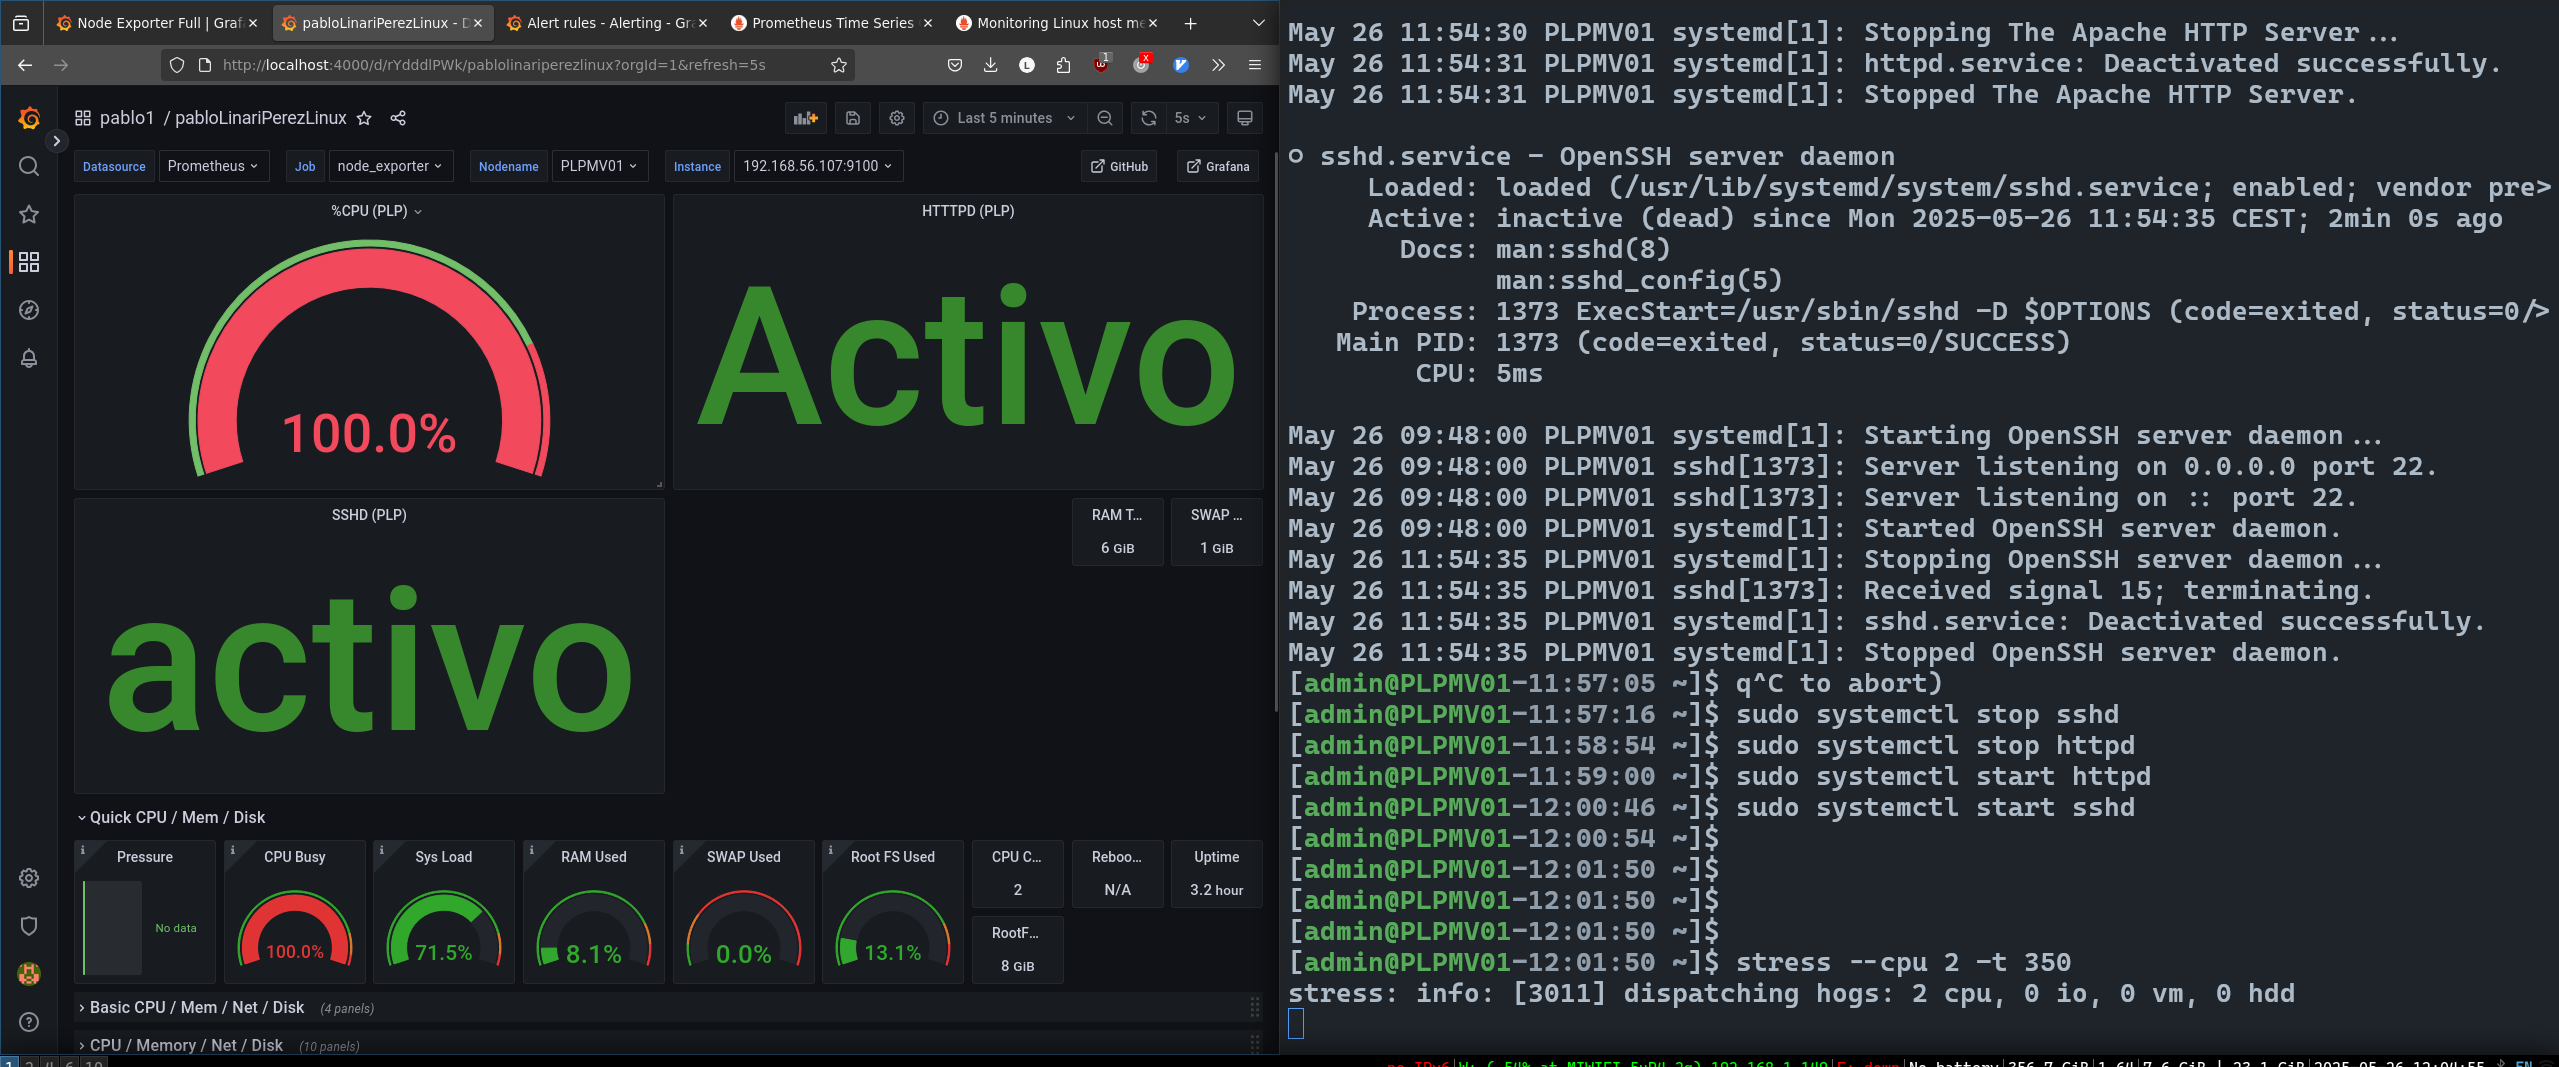 Node Exporter Full | Graf
pabloLinariPerezLinux - D
Alert rules - Alerting - Gr
Prometheus Time Series
Monitoring Linux host me
http://localhost:4000/d/rYdddlPWk/pablolinariperezlinux?orgId=1&refresh=5s
pablo1 / pabloLinariPerezLinux
Last 5 minutes
5s
Datasource Prometheus Job node_exporter Nodename PLPMV01 Instance 192.168.56.107:9100 GitHub Grafana
%CPU (PLP)
100.0%
HTTTPD (PLP)
Activo
SSHD (PLP)
activo
RAM T...
6 GiB
SWAP ...
1 GiB
Quick CPU / Mem / Disk
Pressure
No data
CPU Busy
100.0%
Sys Load
71.5%
RAM Used
8.1%
SWAP Used
0.0%
Root FS Used
13.1%
CPU C...
2
Reboo...
N/A
Uptime
3.2 hour
RootF...
8 GiB
Basic CPU / Mem / Net / Disk (4 panels)
CPU / Memory / Net / Disk (10 panels)
May 26 11:54:30 PLPMV01 systemd[1]: Stopping The Apache HTTP Server...
May 26 11:54:31 PLPMV01 systemd[1]: httpd.service: Deactivated successfully.
May 26 11:54:31 PLPMV01 systemd[1]: Stopped The Apache HTTP Server.
○ sshd.service - OpenSSH server daemon
Loaded: loaded (/usr/lib/systemd/system/sshd.service; enabled; vendor pre>
Active: inactive (dead) since Mon 2025-05-26 11:54:35 CEST; 2min 0s ago
Docs: man:sshd(8)
man:sshd_config(5)
Process: 1373 ExecStart=/usr/sbin/sshd -D $OPTIONS (code=exited, status=0/>
Main PID: 1373 (code=exited, status=0/SUCCESS)
CPU: 5ms
May 26 09:48:00 PLPMV01 systemd[1]: Starting OpenSSH server daemon...
May 26 09:48:00 PLPMV01 sshd[1373]: Server listening on 0.0.0.0 port 22.
May 26 09:48:00 PLPMV01 sshd[1373]: Server listening on :: port 22.
May 26 09:48:00 PLPMV01 systemd[1]: Started OpenSSH server daemon.
May 26 11:54:35 PLPMV01 systemd[1]: Stopping OpenSSH server daemon...
May 26 11:54:35 PLPMV01 sshd[1373]: Received signal 15; terminating.
May 26 11:54:35 PLPMV01 systemd[1]: sshd.service: Deactivated successfully.
May 26 11:54:35 PLPMV01 systemd[1]: Stopped OpenSSH server daemon.
[admin@PLPMV01-11:57:05 ~]$ q^C to abort)
[admin@PLPMV01-11:57:16 ~]$ sudo systemctl stop sshd
[admin@PLPMV01-11:58:54 ~]$ sudo systemctl stop httpd
[admin@PLPMV01-11:59:00 ~]$ sudo systemctl start httpd
[admin@PLPMV01-12:00:46 ~]$ sudo systemctl start sshd
[admin@PLPMV01-12:00:54 ~]$
[admin@PLPMV01-12:01:50 ~]$
[admin@PLPMV01-12:01:50 ~]$
[admin@PLPMV01-12:01:50 ~]$
[admin@PLPMV01-12:01:50 ~]$ stress --cpu 2 -t 350
stress: info: [3011] dispatching hogs: 2 cpu, 0 io, 0 vm, 0 hdd